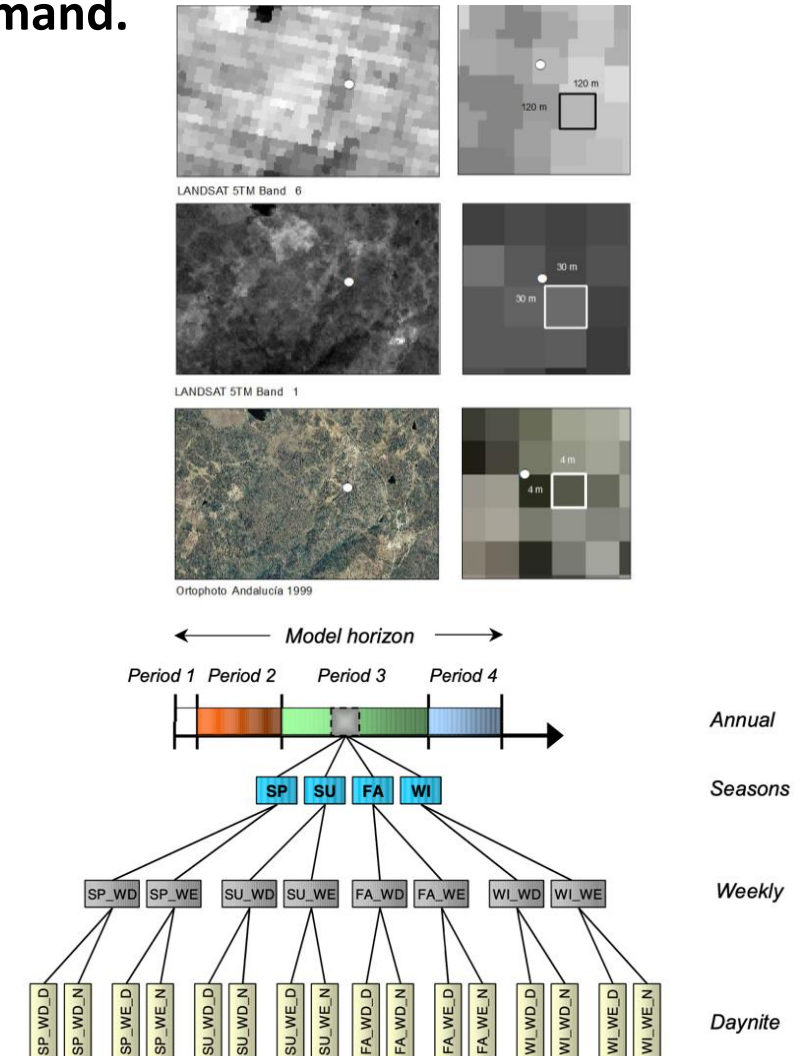 mand.
120 m
120 m
LANDSAT 5TM Band 6
30 m
30 m
LANDSAT 5TM Band 1
4 m
4 m
Ortophoto Andalucía 1999
Model horizon
Period 1 Period 2 Period 3 Period 4
Annual
SP SU FA WI
Seasons
SP_WD SP_WE SU_WD SU_WE FA_WD FA_WE WI_WD WI_WE
Weekly
SP_WD_D SP_WD_N SP_WE_D SP_WE_N SU_WD_D SU_WD_N SU_WE_D SU_WE_N FA_WD_D FA_WD_N FA_WE_D FA_WE_N WI_WD_D WI_WD_N WI_WE_D WI_WE_N
Daynite